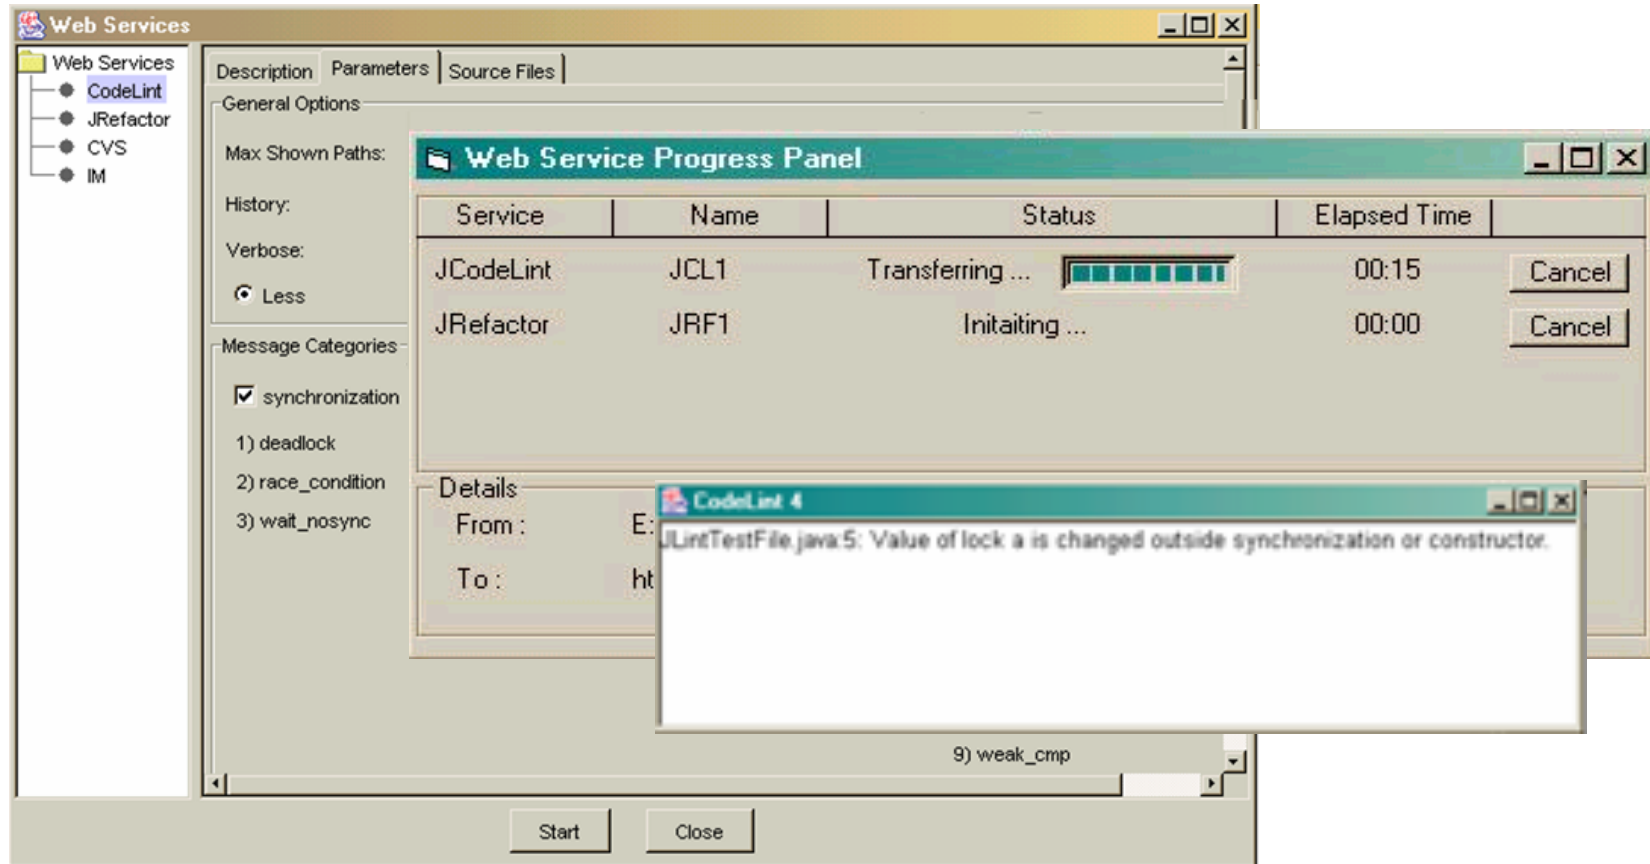 Web Services
Web Services
CodeLint
JRefactor
CVS
IM
Description Parameters Source Files
General Options
Max Shown Paths:
History:
Verbose:
Less
Message Categories
synchronization
1) deadlock
2) race_condition
3) wait_nosync
9) weak_cmp
Start Close
Web Service Progress Panel
Service Name Status Elapsed Time
JCodeLint JCL1 Transferring ... 00:15 Cancel
JRefactor JRF1 Initaiting ... 00:00 Cancel
Details
From : E:
To : ht
CodeLint 4
JLintTestFile.java:5: Value of lock a is changed outside synchronization or constructor.